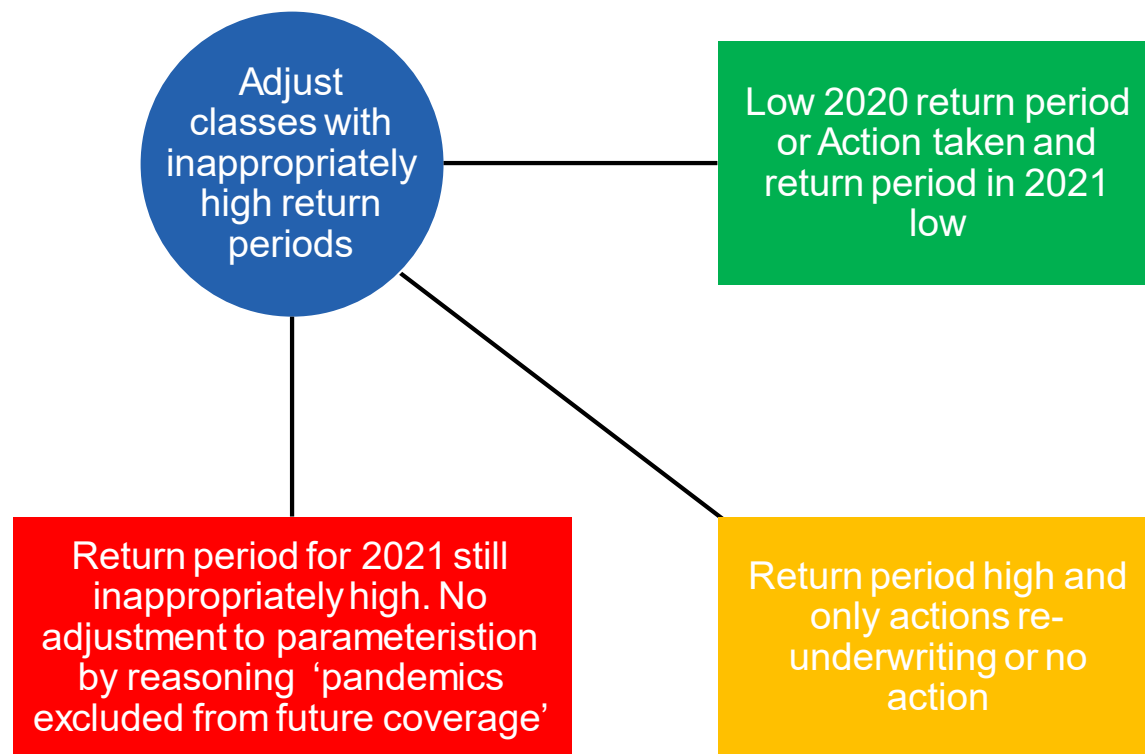 Adjust
classes with
inappropriately
high return
periods
Low 2020 return period
or Action taken and
return period in 2021
low
Return period for 2021 still
inappropriately high. No
adjustment to parameteristion
by reasoning ‘pandemics
excluded from future coverage’
Return period high and
only actions re-
underwriting or no
action